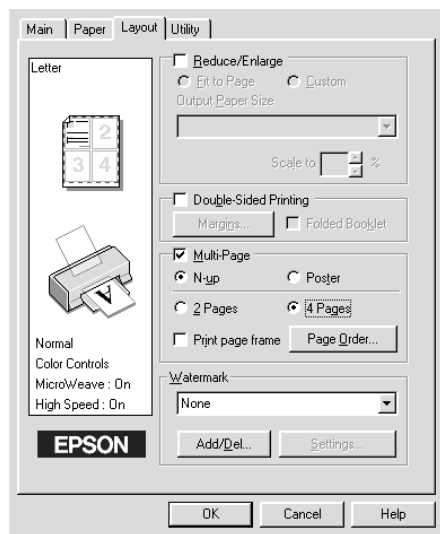 Main Paper Layout Utility
Letter
2
3 4
A
Normal
Color Controls
MicroWeave : On
High Speed : On
EPSON
Reduce/Enlarge
Fit to Page Custom
Output Paper Size
Scale to %
Double-Sided Printing
Margins... Folded Booklet
Multi-Page
N-up Poster
2 Pages 4 Pages
Print page frame Page Order...
Watermark
None
Add/Del... Settings...
OK Cancel Help